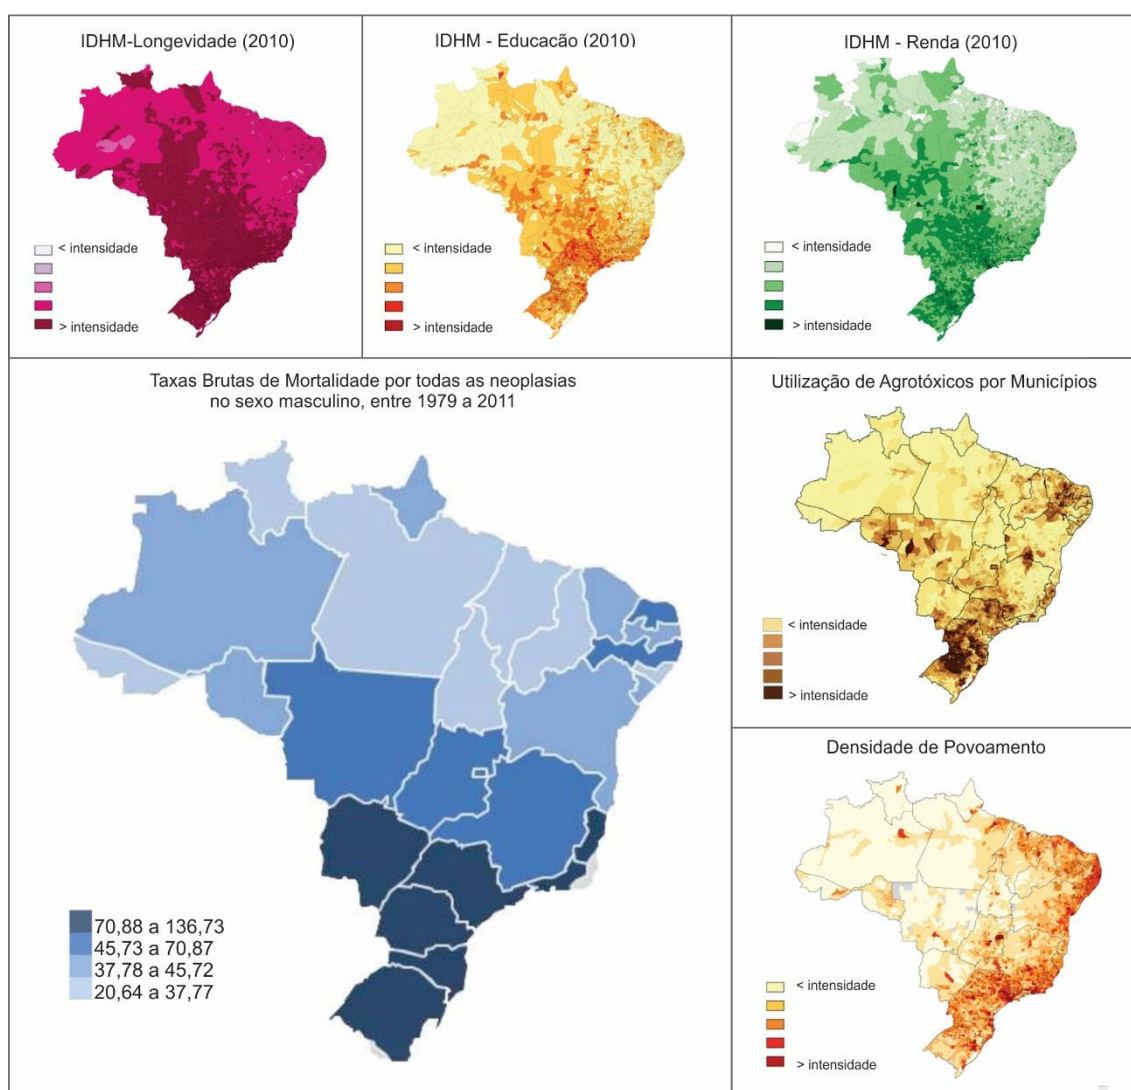 IDHM-Longevidade (2010)
< intensidade
> intensidade
IDHM - Educacão (2010)
< intensidade
> intensidade
IDHM - Renda (2010)
< intensidade
> intensidade
Taxas Brutas de Mortalidade por todas as neoplasias
no sexo masculino, entre 1979 a 2011
70,88 a 136,73
45,73 a 70,87
37,78 a 45,72
20,64 a 37,77
Utilização de Agrotóxicos por Municípios
< intensidade
> intensidade
Densidade de Povoamento
< intensidade
> intensidade